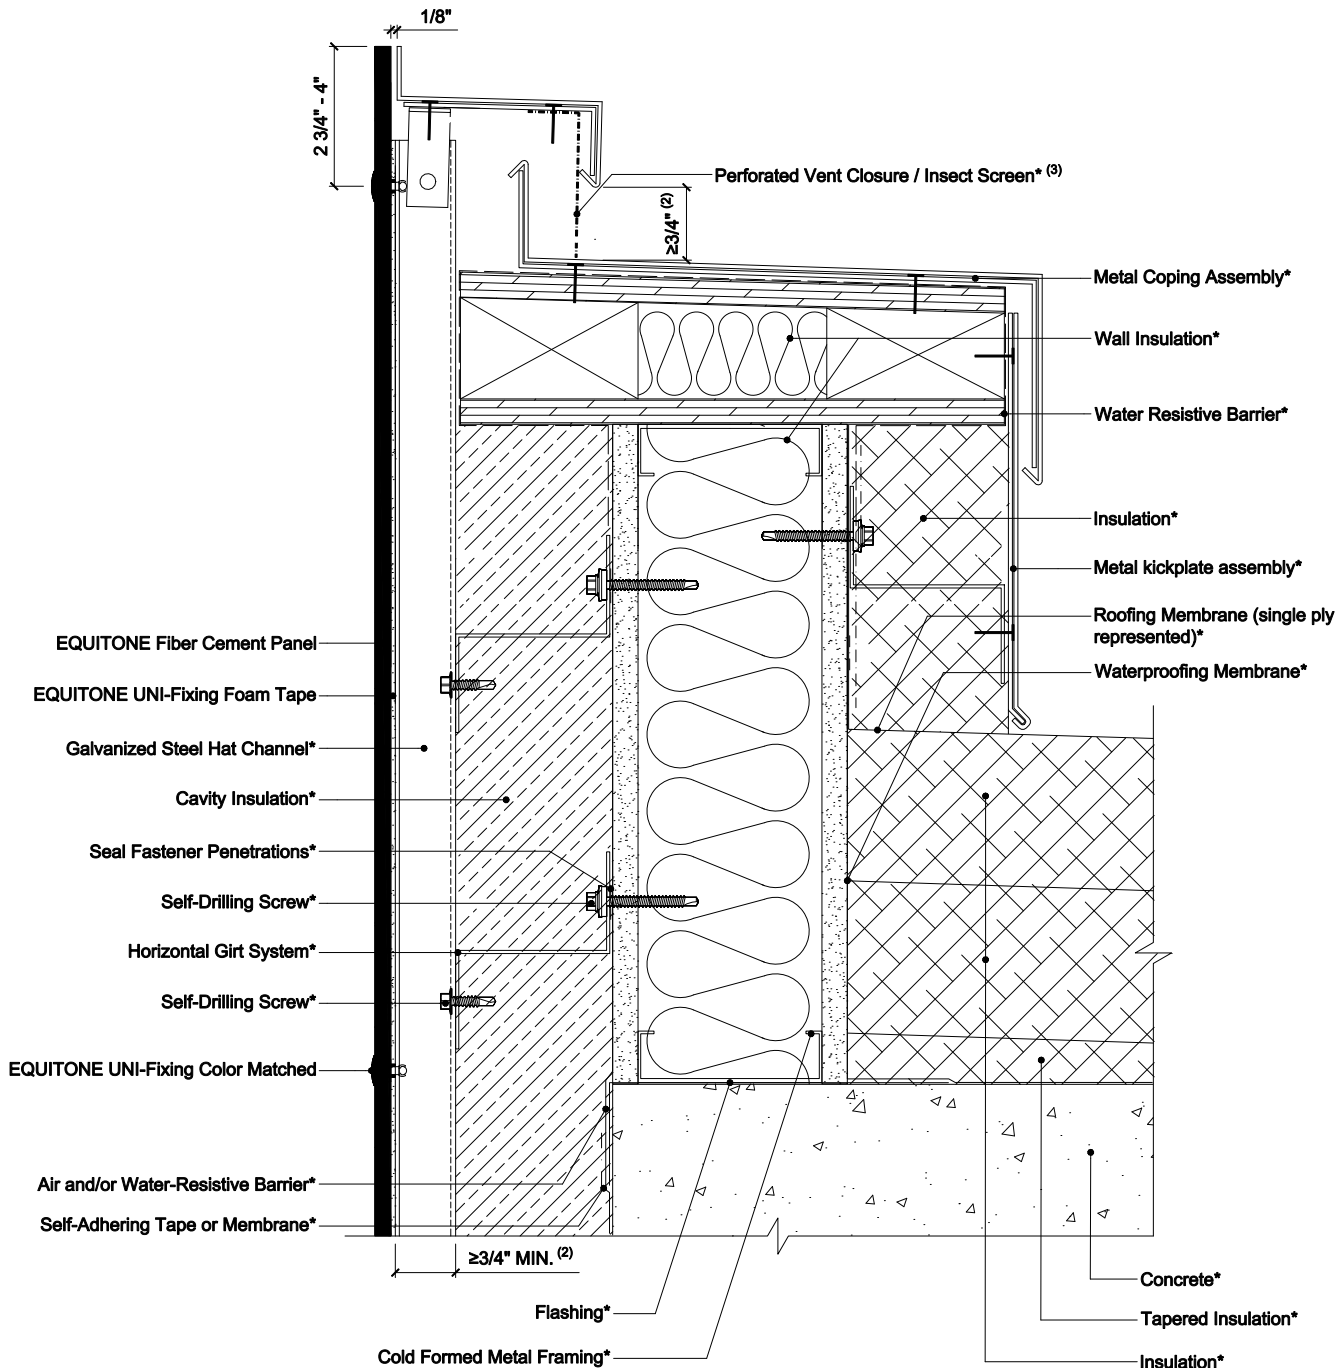 1/8"
2 3/4" - 4"
Perforated Vent Closure / Insect Screen* (3)
≥3/4" (2)
Metal Coping Assembly*
Wall Insulation*
Water Resistive Barrier*
Insulation*
Metal kickplate assembly*
Roofing Membrane (single ply
represented)*
Waterproofing Membrane*
EQUITONE Fiber Cement Panel
EQUITONE UNI-Fixing Foam Tape
Galvanized Steel Hat Channel*
Cavity Insulation*
Seal Fastener Penetrations*
Self-Drilling Screw*
Horizontal Girt System*
Self-Drilling Screw*
EQUITONE UNI-Fixing Color Matched
Air and/or Water-Resistive Barrier*
Self-Adhering Tape or Membrane*
≥3/4" MIN. (2)
Flashing*
Cold Formed Metal Framing*
Concrete*
Tapered Insulation*
Insulation*